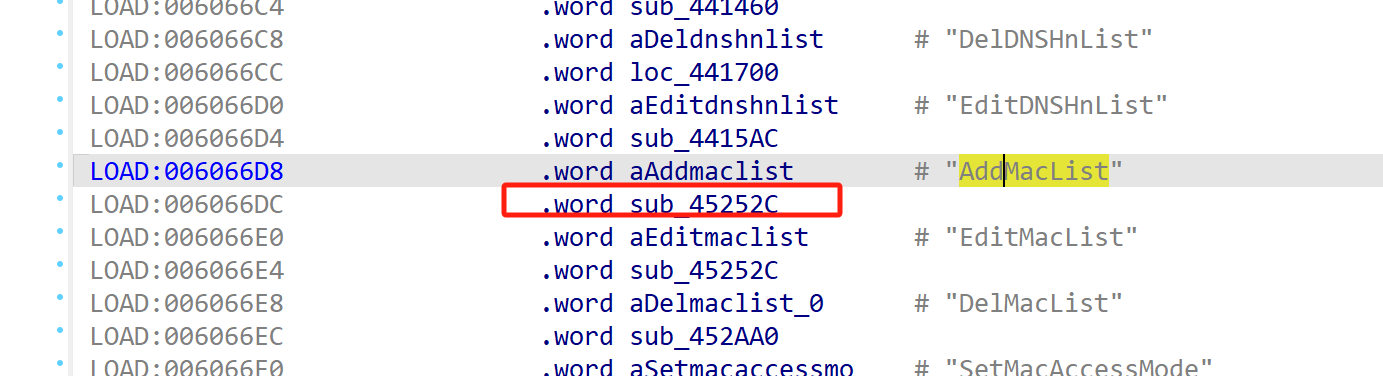 LOAD:006066C4 .word sub_441460
LOAD:006066C8 .word aDeldnshnlist # "DelDNSHnList"
LOAD:006066CC .word loc_441700
LOAD:006066D0 .word aEditdnshnlist # "EditDNSHnList"
LOAD:006066D4 .word sub_4415AC
LOAD:006066D8 .word aAddmaclist # "AddMacList"
LOAD:006066DC .word sub_45252C
LOAD:006066E0 .word aEditmaclist # "EditMacList"
LOAD:006066E4 .word sub_45252C
LOAD:006066E8 .word aDelmaclist_0 # "DelMacList"
LOAD:006066EC .word sub_452AA0
LOAD:006066F0 .word aSetmacaccessmo # "SetMacAccessMode"